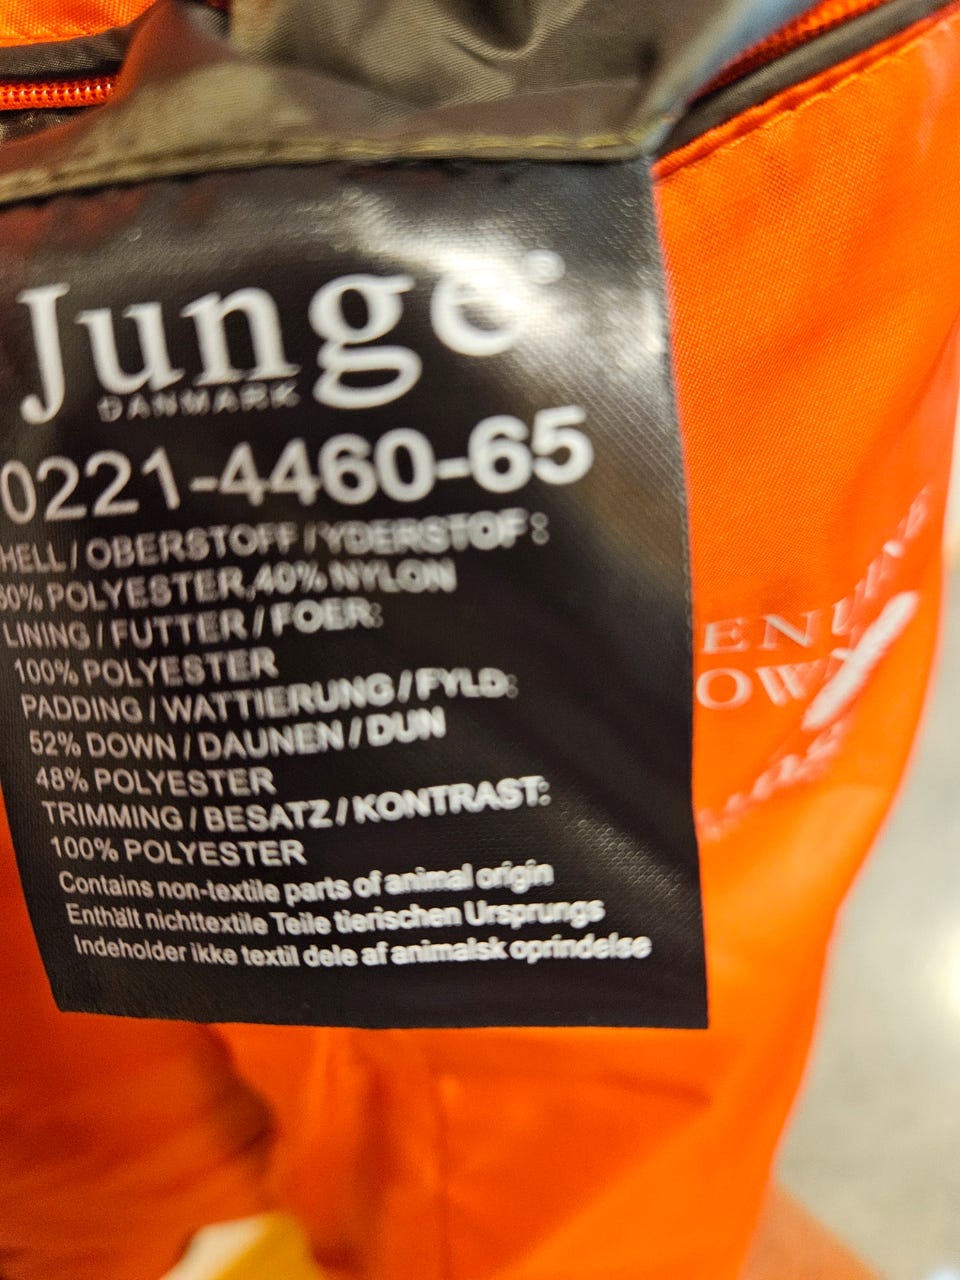 Junge
DANMARK
0221-4460-65
HELL / OBERSTOFF / YDERSTOF:
60% POLYESTER,40% NYLON
LINING / FUTTER / FOER:
100% POLYESTER
PADDING / WATTIERUNG / FYLD:
52% DOWN / DAUNEN / DUN
48% POLYESTER
TRIMMING / BESATZ / KONTRAST:
100% POLYESTER
Contains non-textile parts of animal origin
Enthält nichttextile Teile tierischen Ursprungs
Indeholder ikke textil dele af animalsk oprindelse